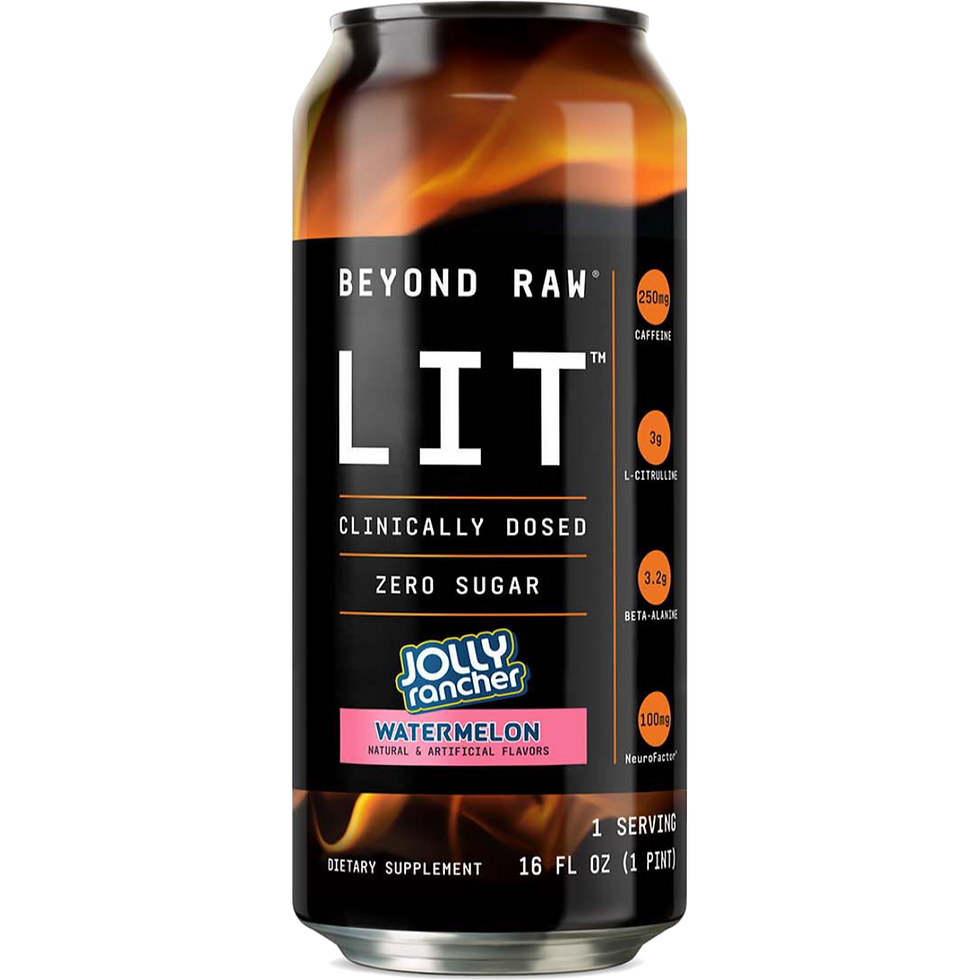 BEYOND RAW®
LIT™
CLINICALLY DOSED
ZERO SUGAR
JOLLY
rancher
WATERMELON
NATURAL & ARTIFICIAL FLAVORS
250mg
CAFFEINE
3g
L-CITRULLINE
3.2g
BETA-ALANINE
100mg
NeuroFactor
1 SERVING
DIETARY SUPPLEMENT
16 FL OZ (1 PINT)